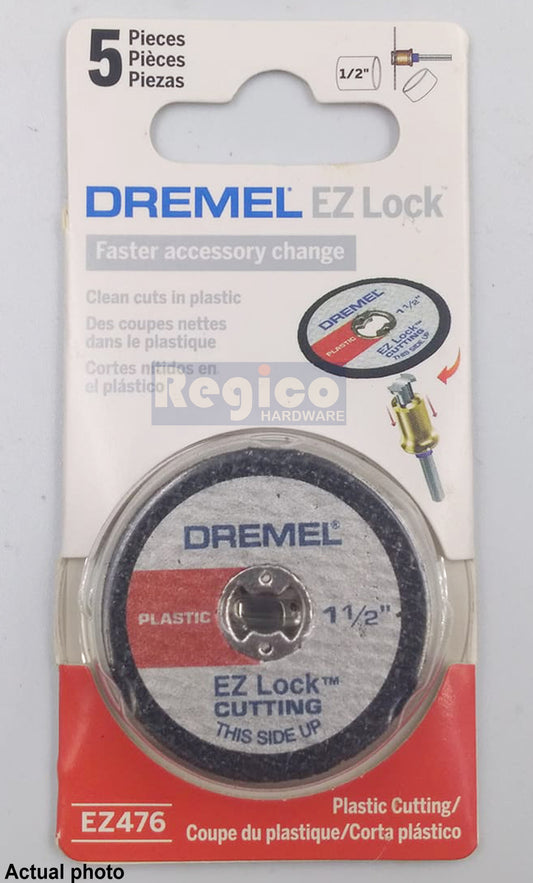 5 Pieces
Pièces
Piezas
1/2"
DREMEL® EZ Lock™
Faster accessory change
Clean cuts in plastic
Des coupes nettes
dans le plastique
Cortes nítidos en
el plástico
DREMEL
1 1/2"
PLASTIC
EZ Lock™
CUTTING
THIS SIDE UP
Regico
HARDWARE
DREMEL®
PLASTIC
1 1/2"
EZ Lock™
CUTTING
THIS SIDE UP
EZ476
Plastic Cutting/
Coupe du plastique/Corta plástico
Actual photo